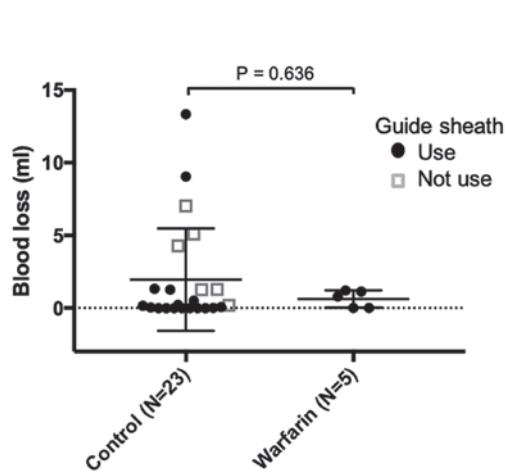 P = 0.636
15
10
5
0
Blood loss (ml)
Guide sheath
Use
Not use
Control (N=23)
Warfarin (N=5)